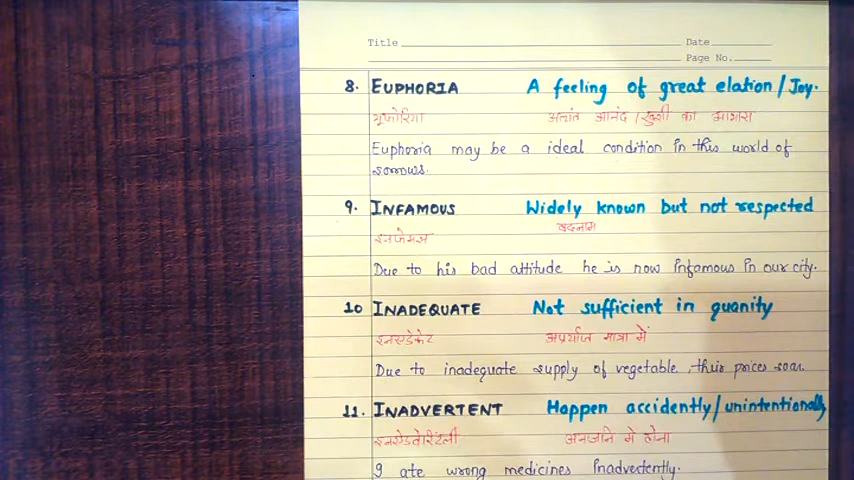 Title Date
Page No.
8. EUPHORIA A feeling of great elation / Joy.
यूफोरिया अत्यंत आनंद / खुशी का आभास
Euphoria may be a ideal condition in this world of
sorrows.
9. INFAMOUS Widely known but not respected
इनफेमस बदनाम
Due to his bad attitude he is now infamous in our city.
10 INADEQUATE Not sufficient in quanity
इनएडेकेट अपर्याप्त मात्रा में
Due to inadequate supply of vegetable, their prices soar.
11. INADVERTENT Happen accidently / unintentionally
इनऐडवेरिंटली अनजाने मे होना
I ate wrong medicines inadvertently.